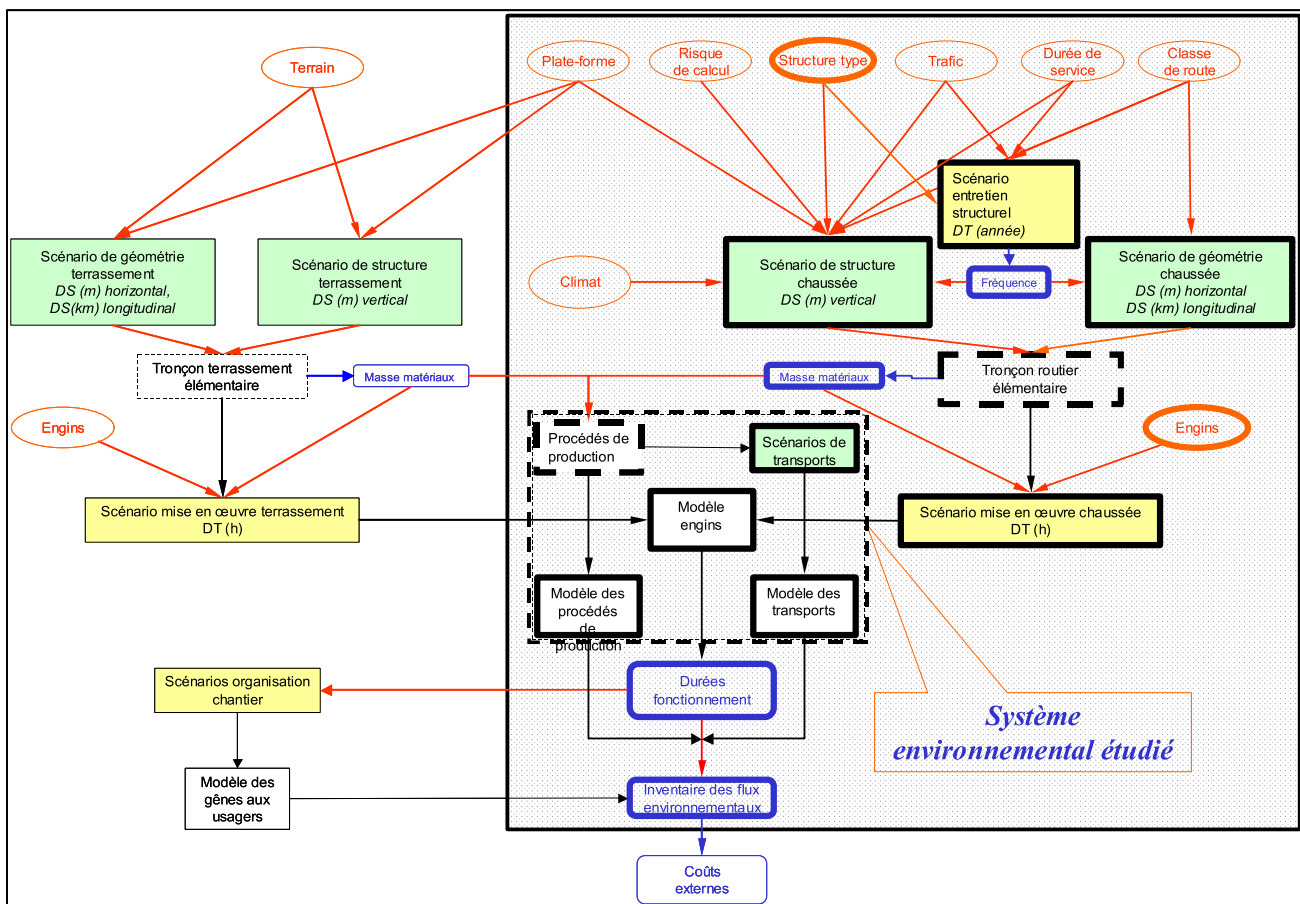 Terrain
Plate-forme
Risque
de calcul
Structure type
Trafic
Durée de
service
Classe
de route
Scénario
entretien
structurel
DT (année)
Scénario de géométrie
terrassement
DS (m) horizontal,
DS(km) longitudinal
Scénario de structure
terrassement
DS (m) vertical
Climat
Scénario de structure
chaussée
DS (m) vertical
Fréquence
Scénario de géométrie
chaussée
DS (m) horizontal
DS (km) longitudinal
Tronçon terrassement
élémentaire
Masse matériaux
Masse matériaux
Tronçon routier
élémentaire
Engins
Procédés de
production
Scénarios de
transports
Engins
Scénario mise en œuvre terrassement
DT (h)
Modèle
engins
Scénario mise en œuvre chaussée
DT (h)
Modèle des
procédés
de
production
Modèle des
transports
Scénarios organisation
chantier
Durées
fonctionnement
Système
environnemental étudié
Modèle des
gênes aux
usagers
Inventaire des flux
environnementaux
Coûts
externes